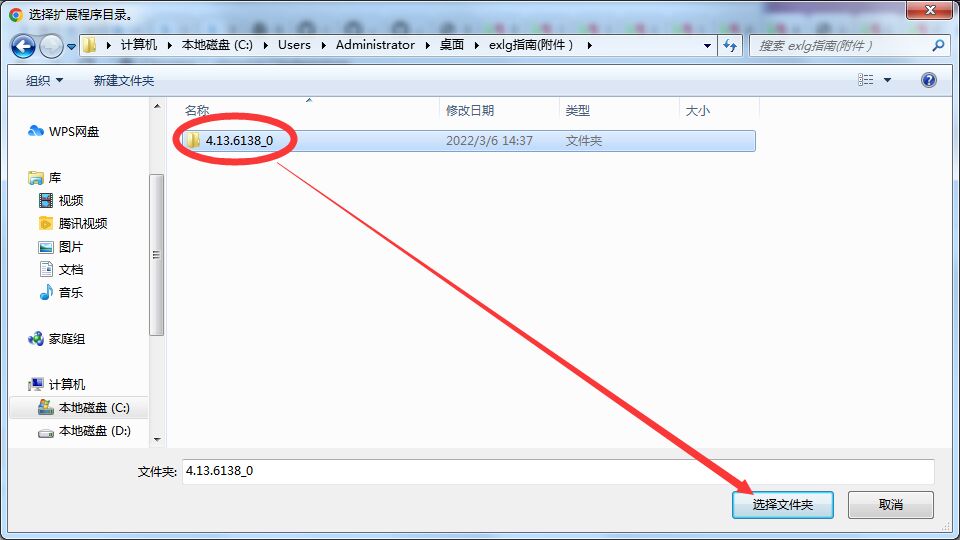 选择扩展程序目录。
计算机 本地磁盘 (C:) Users Administrator 桌面 exlg指南(附件 ) 搜索 exlg指南(附件 )
组织 新建文件夹
名称 修改日期 类型 大小
4.13.6138_0 2022/3/6 14:37 文件夹
WPS网盘
库
视频
腾讯视频
图片
文档
音乐
家庭组
计算机
本地磁盘 (C:)
本地磁盘 (D:)
文件夹: 4.13.6138_0
选择文件夹 取消